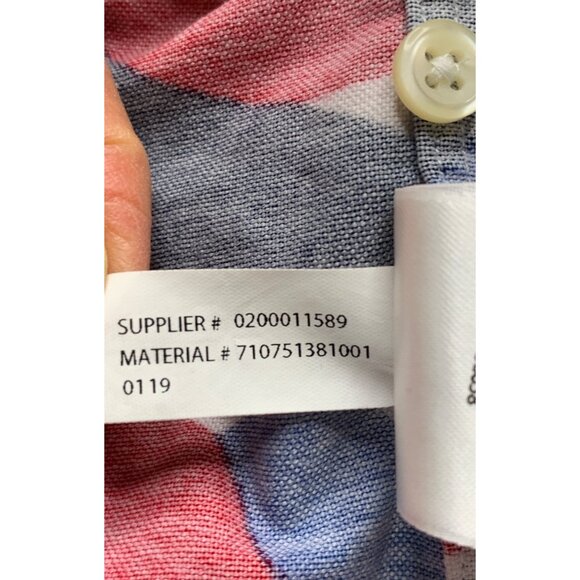 SUPPLIER # 0200011589
MATERIAL # 710751381001
0119